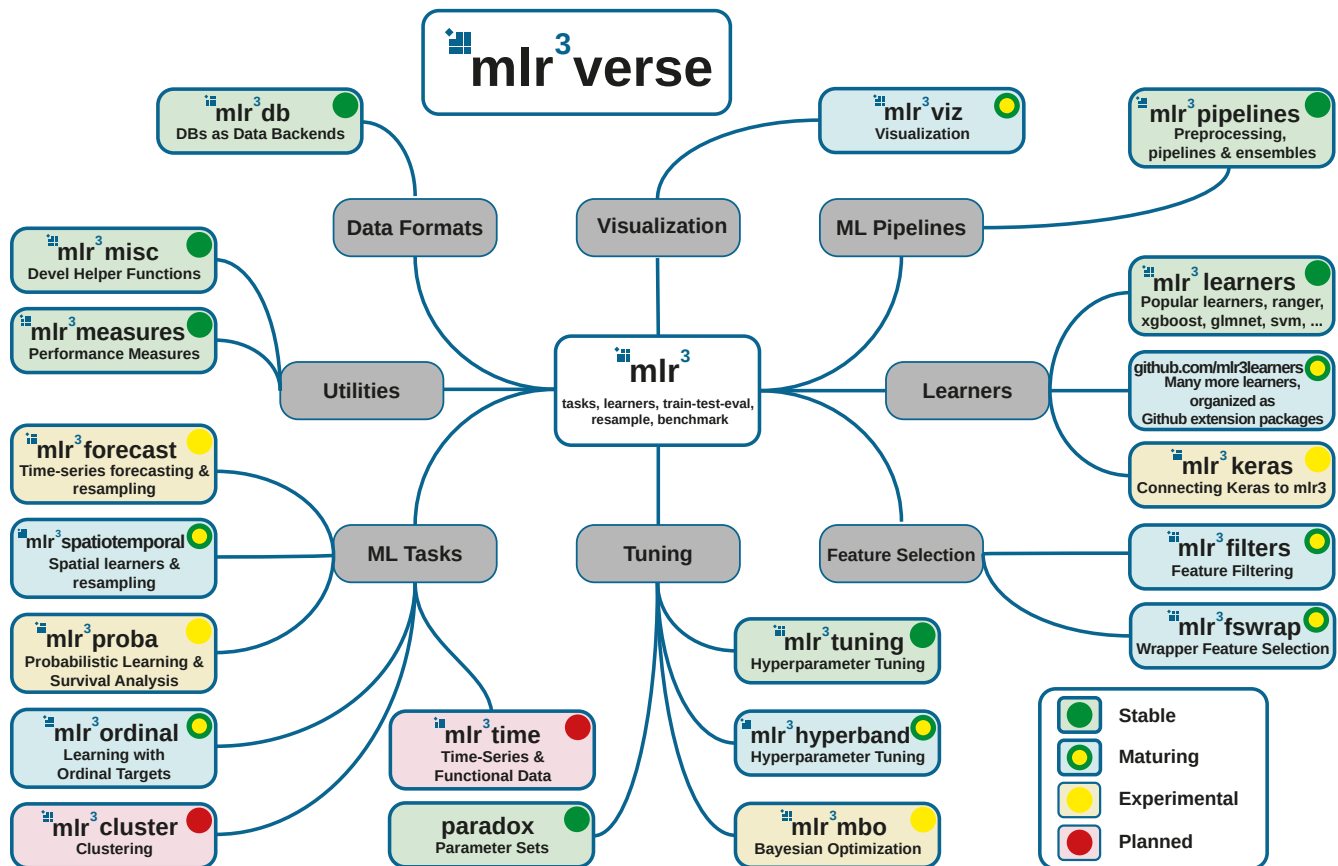 mlr3verse
mlr3db
DBs as Data Backends
mlr3viz
Visualization
mlr3pipelines
Preprocessing,
pipelines & ensembles
Data Formats
Visualization
ML Pipelines
mlr3misc
Devel Helper Functions
mlr3measures
Performance Measures
Utilities
mlr3
tasks, learners, train-test-eval,
resample, benchmark
Learners
mlr3learners
Popular learners, ranger,
xgboost, glmnet, svm, ...
github.com/mlr3learners
Many more learners,
organized as
Github extension packages
mlr3keras
Connecting Keras to mlr3
mlr3forecast
Time-series forecasting &
resampling
mlr3spatiotemporal
Spatial learners &
resampling
mlr3proba
Probabilistic Learning &
Survival Analysis
mlr3ordinal
Learning with
Ordinal Targets
mlr3cluster
Clustering
ML Tasks
Tuning
Feature Selection
mlr3filters
Feature Filtering
mlr3fswrap
Wrapper Feature Selection
mlr3time
Time-Series &
Functional Data
paradox
Parameter Sets
mlr3tuning
Hyperparameter Tuning
mlr3hyperband
Hyperparameter Tuning
mlr3mbo
Bayesian Optimization
Stable
Maturing
Experimental
Planned